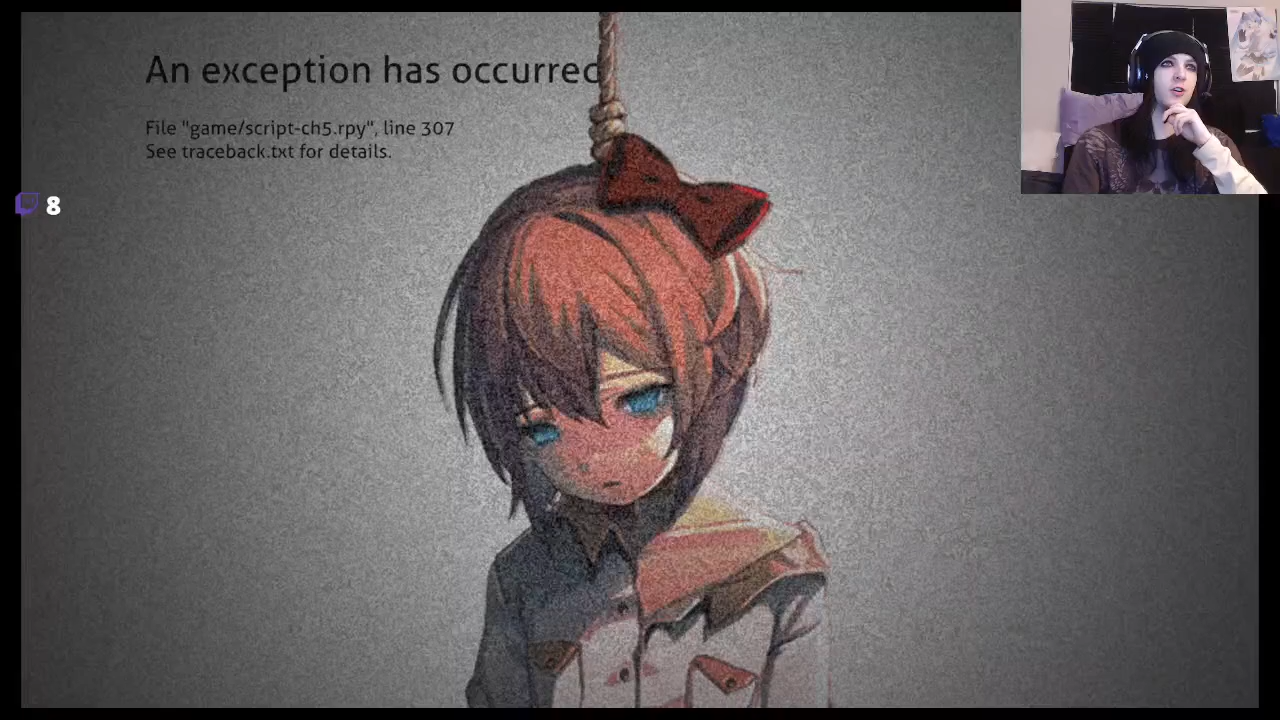 An exception has occurred
File "game/script-ch5.rpy", line 307
See traceback.txt for details.
8